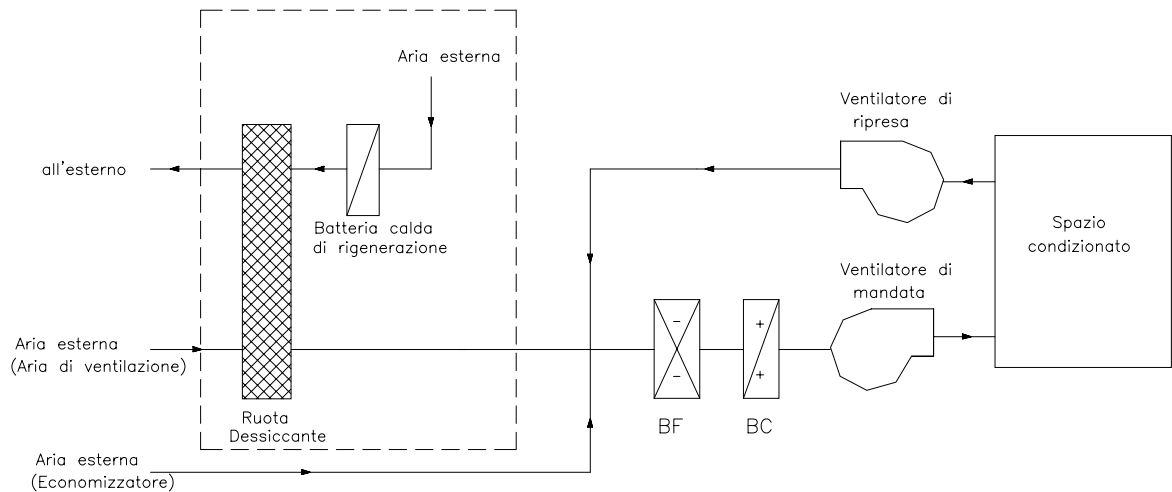 Aria esterna
Ventilatore di
ripresa
all'esterno
Batteria calda
di rigenerazione
Spazio
condizionato
Ventilatore di
mandata
Aria esterna
(Aria di ventilazione)
-
-
+
+
Ruota
Dessiccante
BF
BC
Aria esterna
(Economizzatore)